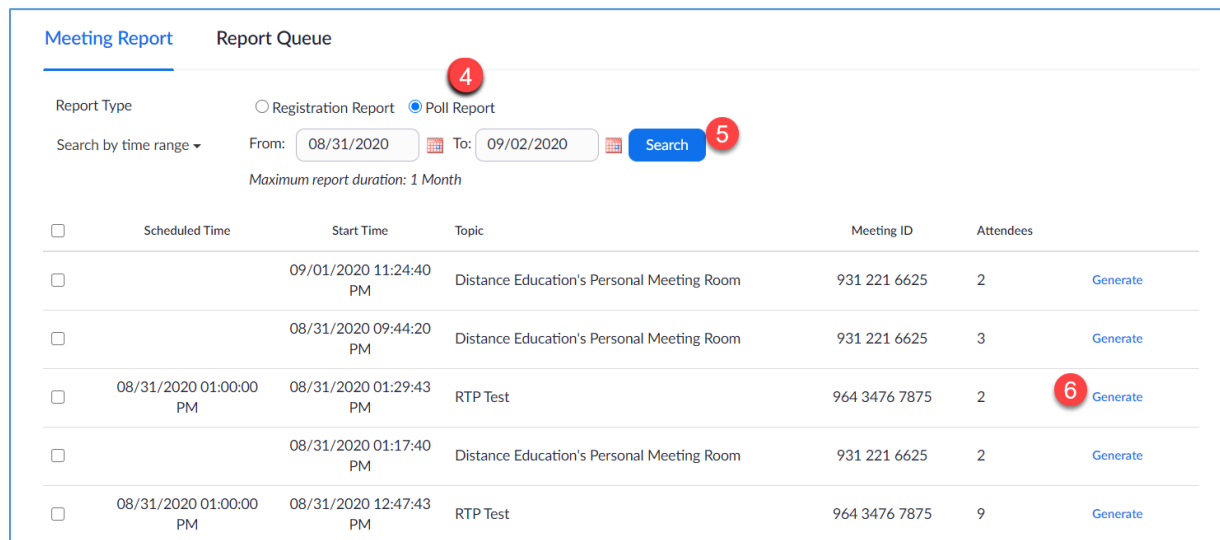 Meeting Report Report Queue
4
Report Type Registration Report Poll Report
Search by time range From: 08/31/2020 To: 09/02/2020 Search 5
Maximum report duration: 1 Month
Scheduled Time Start Time Topic Meeting ID Attendees
09/01/2020 11:24:40
PM
Distance Education's Personal Meeting Room 931 221 6625 2 Generate
08/31/2020 09:44:20
PM
Distance Education's Personal Meeting Room 931 221 6625 3 Generate
08/31/2020 01:00:00
PM
08/31/2020 01:29:43
PM
RTP Test 964 3476 7875 2 6 Generate
08/31/2020 01:17:40
PM
Distance Education's Personal Meeting Room 931 221 6625 2 Generate
08/31/2020 01:00:00
PM
08/31/2020 12:47:43
PM
RTP Test 964 3476 7875 9 Generate